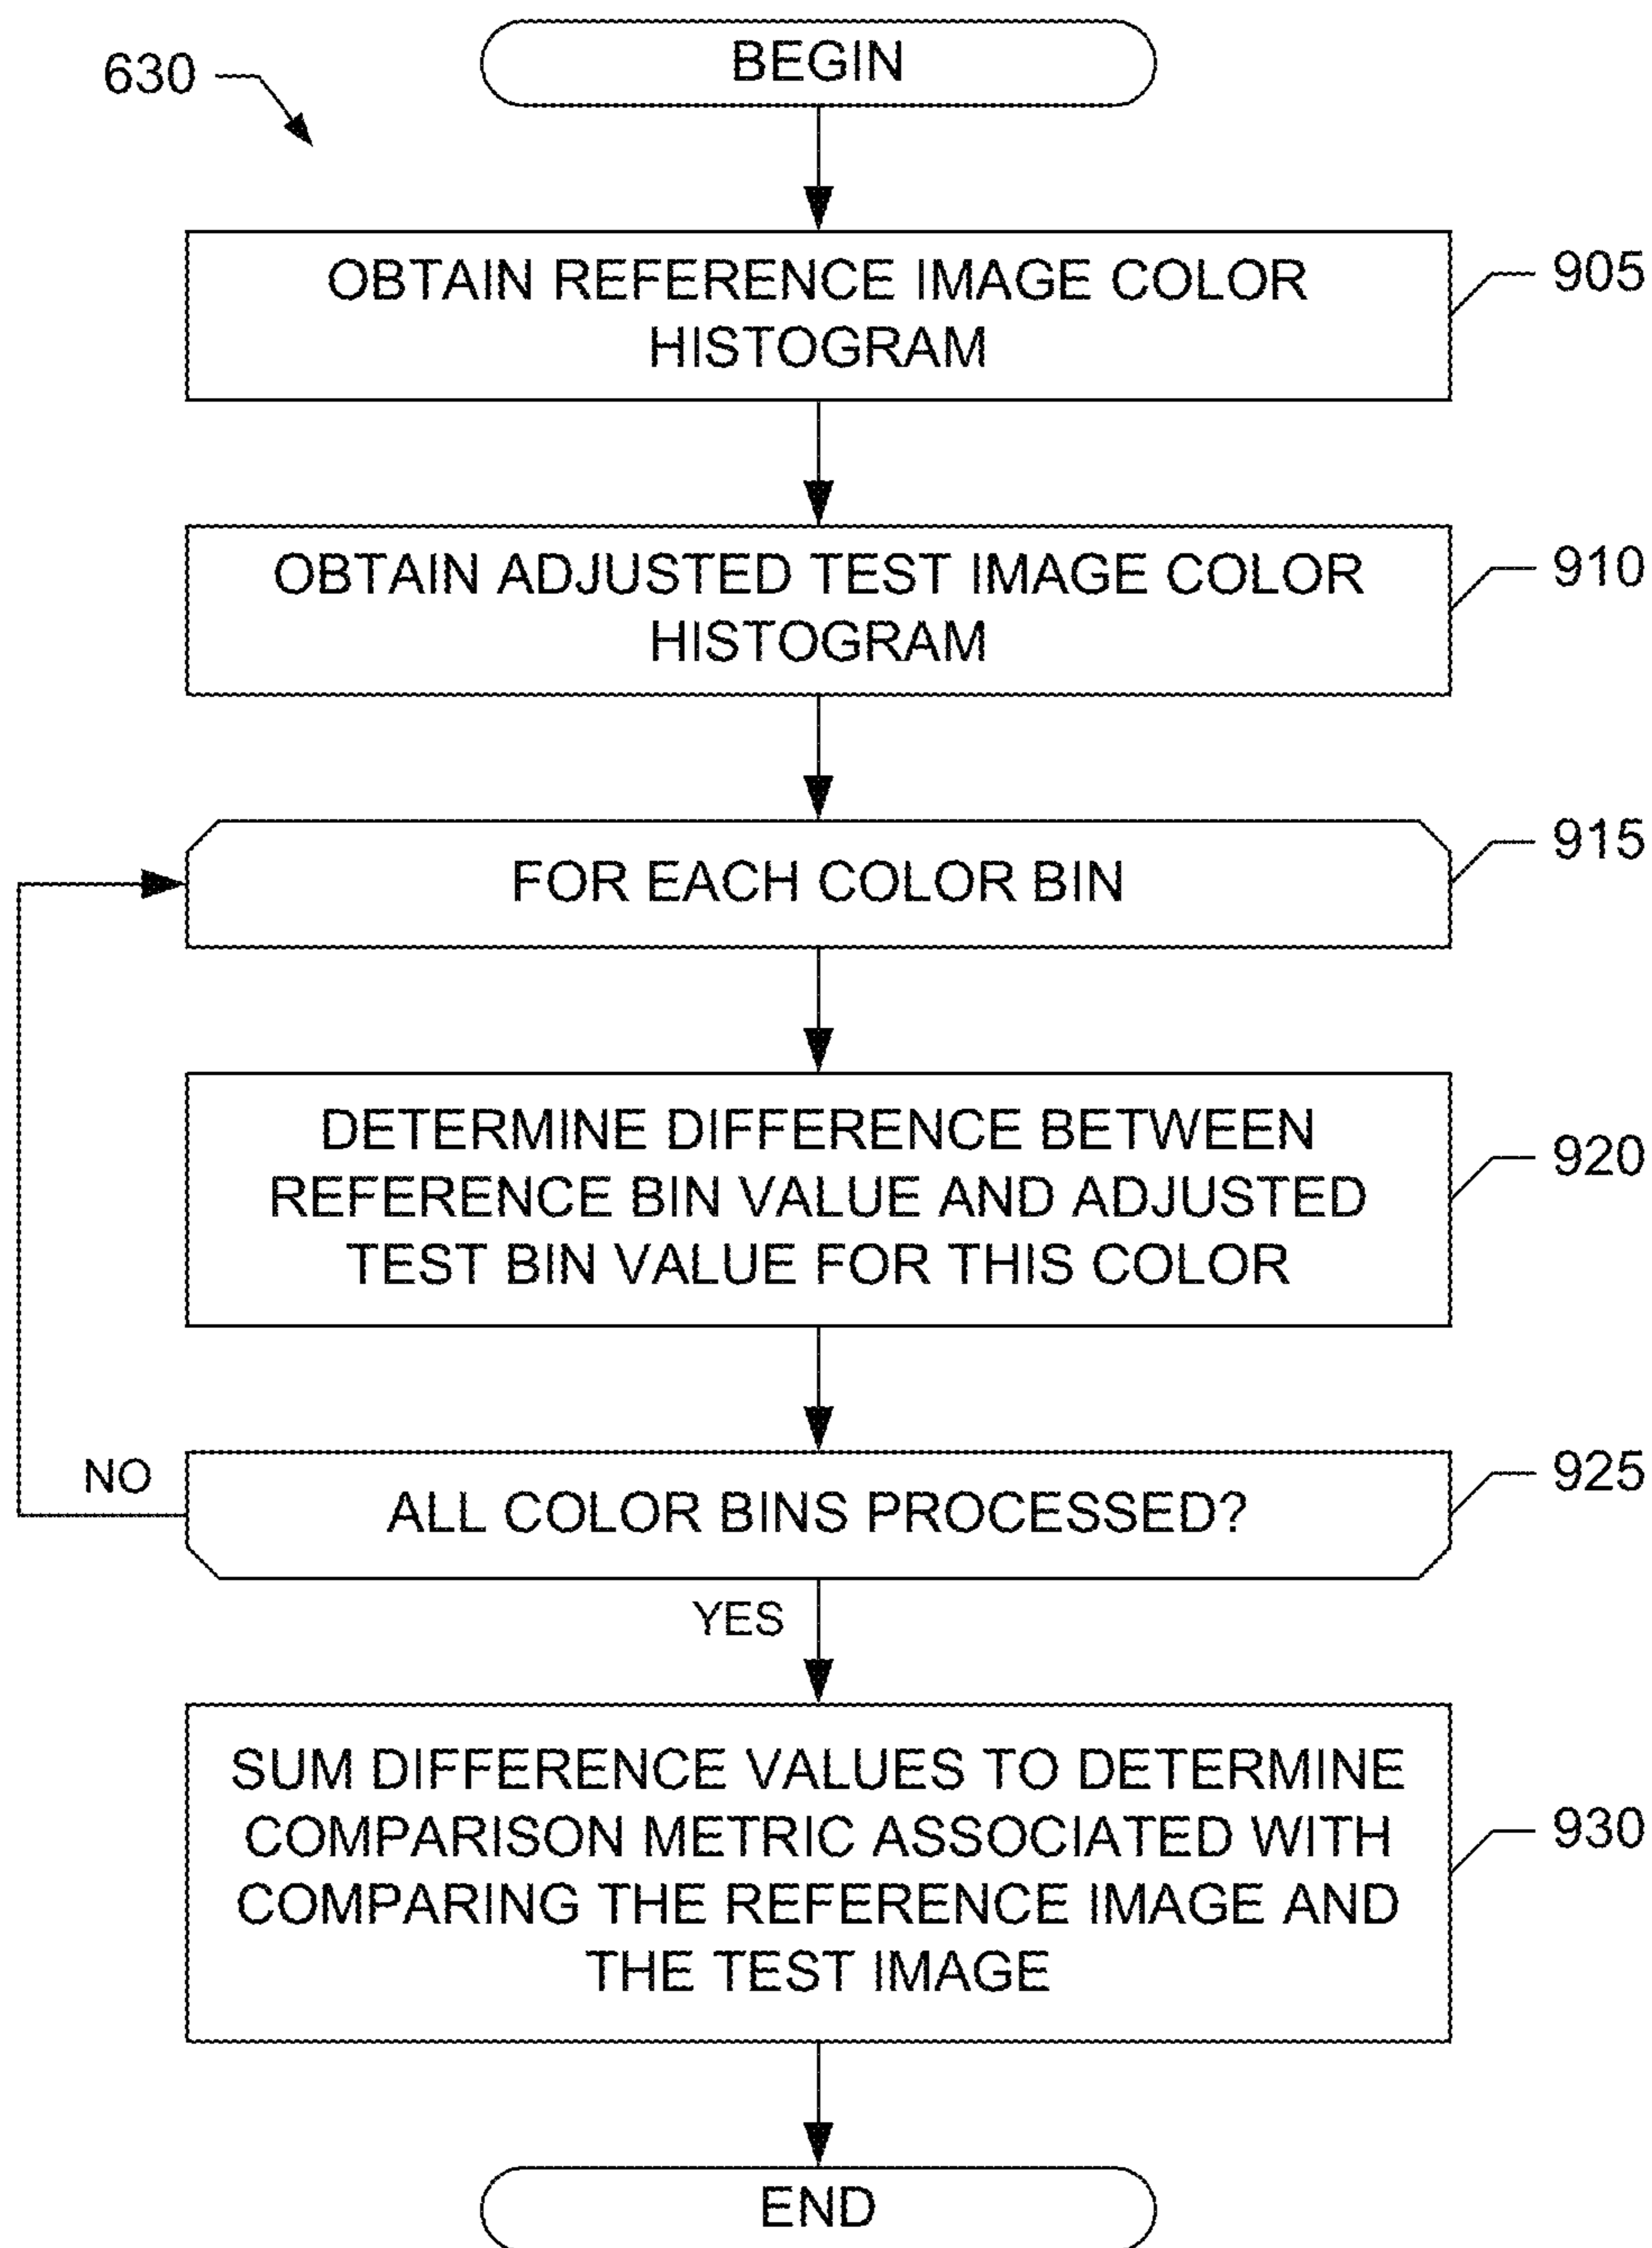 630
BEGIN
OBTAIN REFERENCE IMAGE COLOR
HISTOGRAM
905
OBTAIN ADJUSTED TEST IMAGE COLOR
HISTOGRAM
910
FOR EACH COLOR BIN
915
DETERMINE DIFFERENCE BETWEEN
REFERENCE BIN VALUE AND ADJUSTED
TEST BIN VALUE FOR THIS COLOR
920
NO
ALL COLOR BINS PROCESSED?
925
YES
SUM DIFFERENCE VALUES TO DETERMINE
COMPARISON METRIC ASSOCIATED WITH
COMPARING THE REFERENCE IMAGE AND
THE TEST IMAGE
930
END